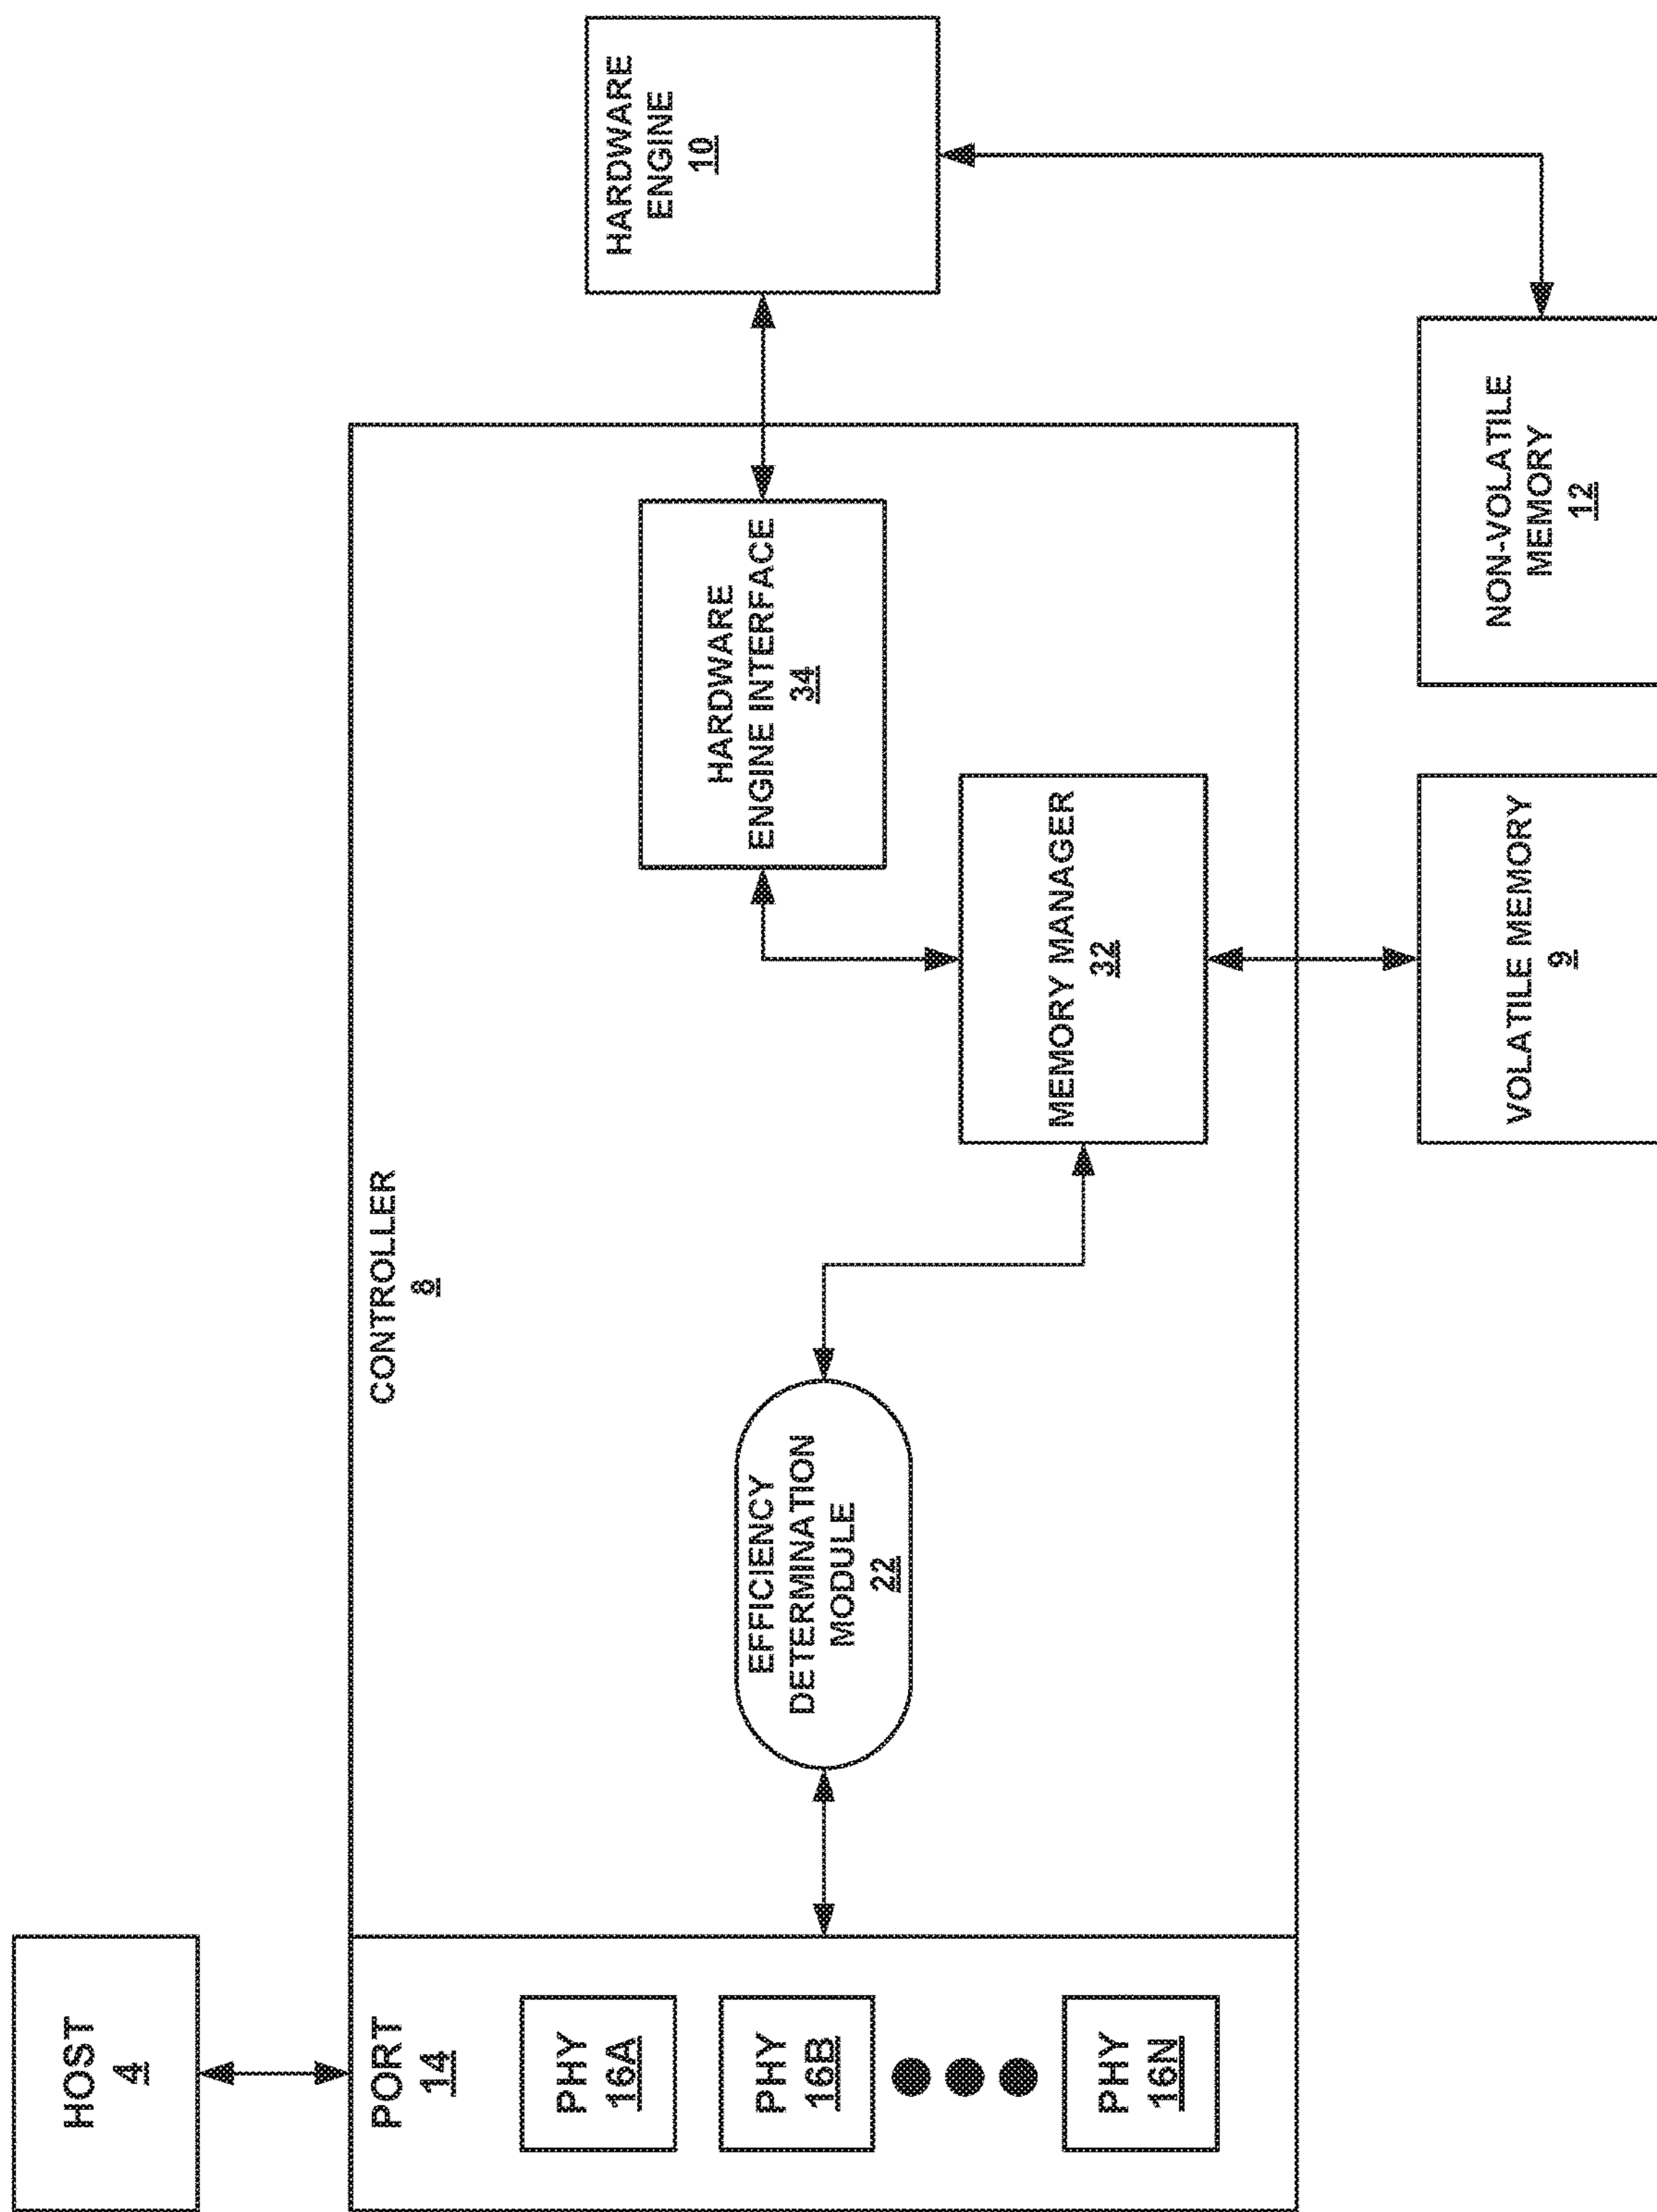 HOST
4
PORT
14
PHY
16A
PHY
16B
PHY
16N
CONTROLLER
8
EFFICIENCY
DETERMINATION
MODULE
22
MEMORY MANAGER
32
HARDWARE
ENGINE INTERFACE
34
HARDWARE
ENGINE
10
VOLATILE MEMORY
9
NON-VOLATILE
MEMORY
12